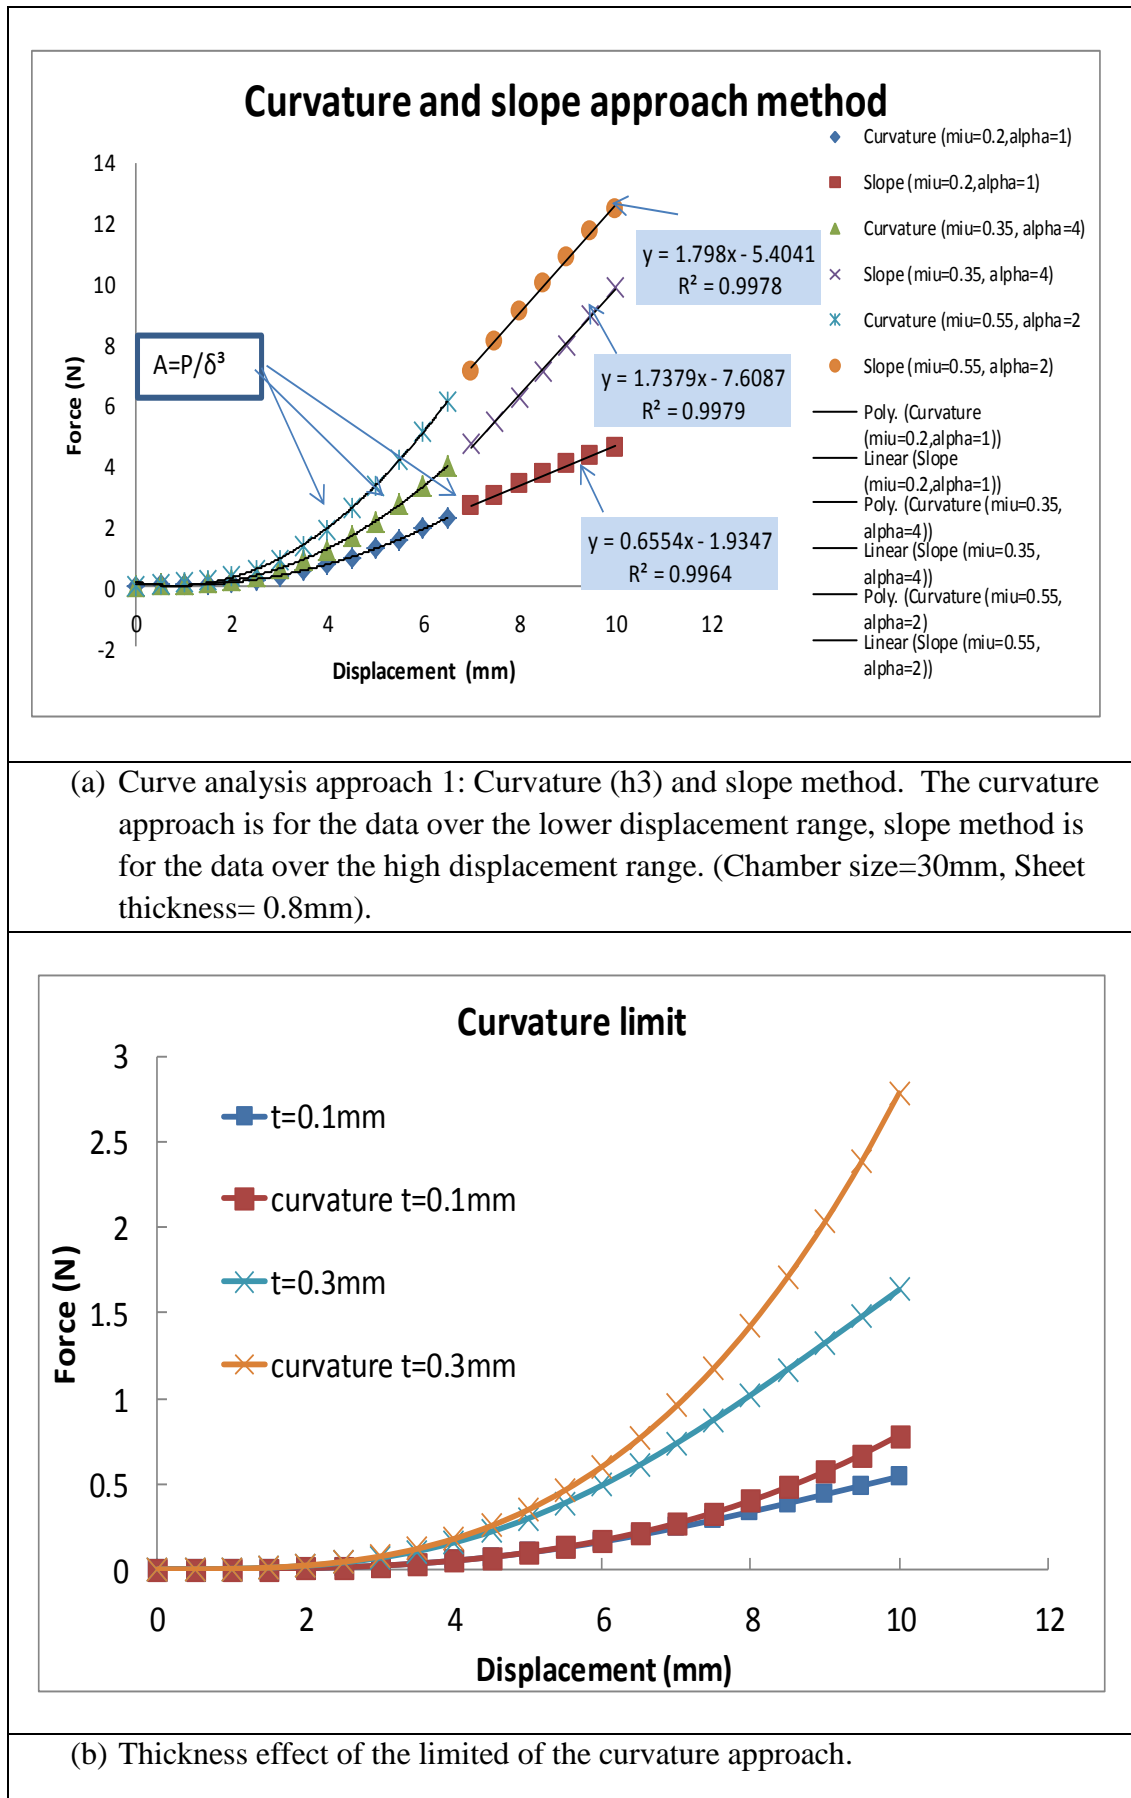 Curvature and slope approach method
14
12
10
8
6
4
2
0
-2
0
2
4
6
8
10
12
Force (N)
Displacement (mm)
A=P/δ³
y = 1.798x - 5.4041
R² = 0.9978
y = 1.7379x - 7.6087
R² = 0.9979
y = 0.6554x - 1.9347
R² = 0.9964
Curvature (miu=0.2,alpha=1)
Slope (miu=0.2,alpha=1)
Curvature (miu=0.35, alpha=4)
Slope (miu=0.35, alpha=4)
Curvature (miu=0.55, alpha=2
Slope (miu=0.55, alpha=2)
Poly. (Curvature
(miu=0.2,alpha=1))
Linear (Slope
(miu=0.2,alpha=1))
Poly. (Curvature (miu=0.35,
alpha=4))
Linear (Slope (miu=0.35,
alpha=4))
Poly. (Curvature (miu=0.55,
alpha=2)
Linear (Slope (miu=0.55,
alpha=2))
(a) Curve analysis approach 1: Curvature (h3) and slope method. The curvature
approach is for the data over the lower displacement range, slope method is
for the data over the high displacement range. (Chamber size=30mm, Sheet
thickness= 0.8mm).
Curvature limit
3
2.5
2
1.5
1
0.5
0
0
2
4
6
8
10
12
Force (N)
Displacement (mm)
t=0.1mm
curvature t=0.1mm
t=0.3mm
curvature t=0.3mm
(b) Thickness effect of the limited of the curvature approach.